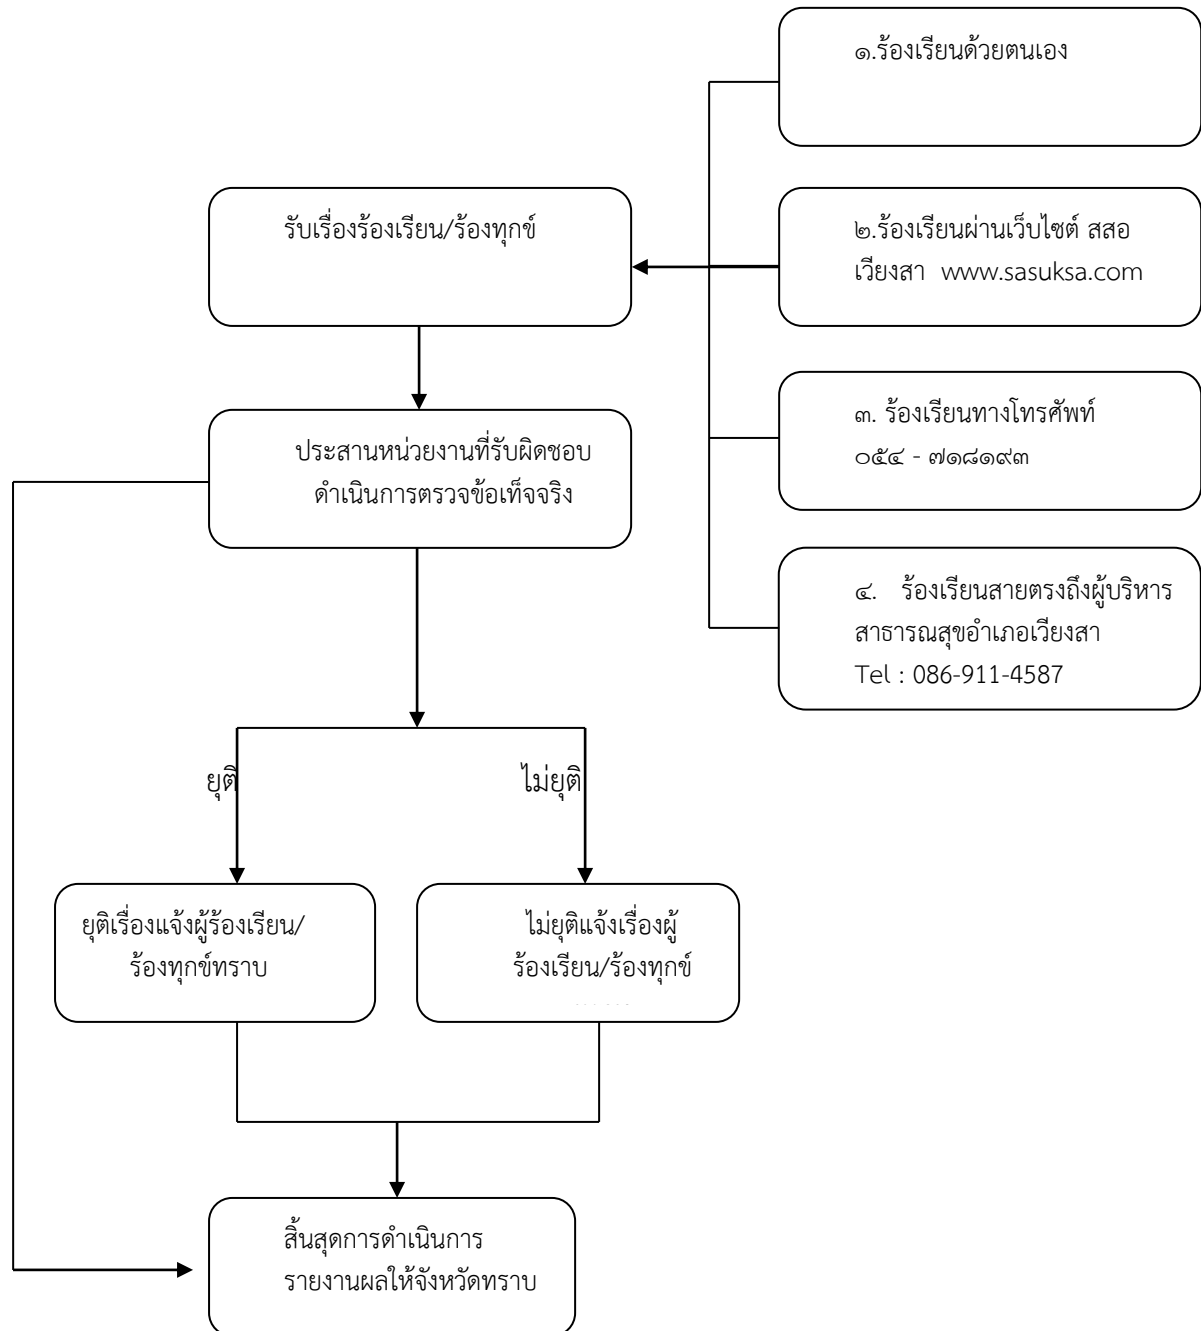 ๑.ร้องเรียนด้วยตนเอง
รับเรื่องร้องเรียน/ร้องทุกข์
๒.ร้องเรียนผ่านเว็บไซต์ สสอ
เวียงสา www.sasuksa.com
๓. ร้องเรียนทางโทรศัพท์
๐๕๔ - ๗๑๘๑๙๓
ประสานหน่วยงานที่รับผิดชอบ
ดำเนินการตรวจข้อเท็จจริง
๔. ร้องเรียนสายตรงถึงผู้บริหาร
สาธารณสุขอำเภอเวียงสา
Tel : 086-911-4587
ยุติ
ไม่ยุติ
ยุติเรื่องแจ้งผู้ร้องเรียน/
ร้องทุกข์ทราบ
ไม่ยุติแจ้งเรื่องผู้
ร้องเรียน/ร้องทุกข์
สิ้นสุดการดำเนินการ
รายงานผลให้จังหวัดทราบ